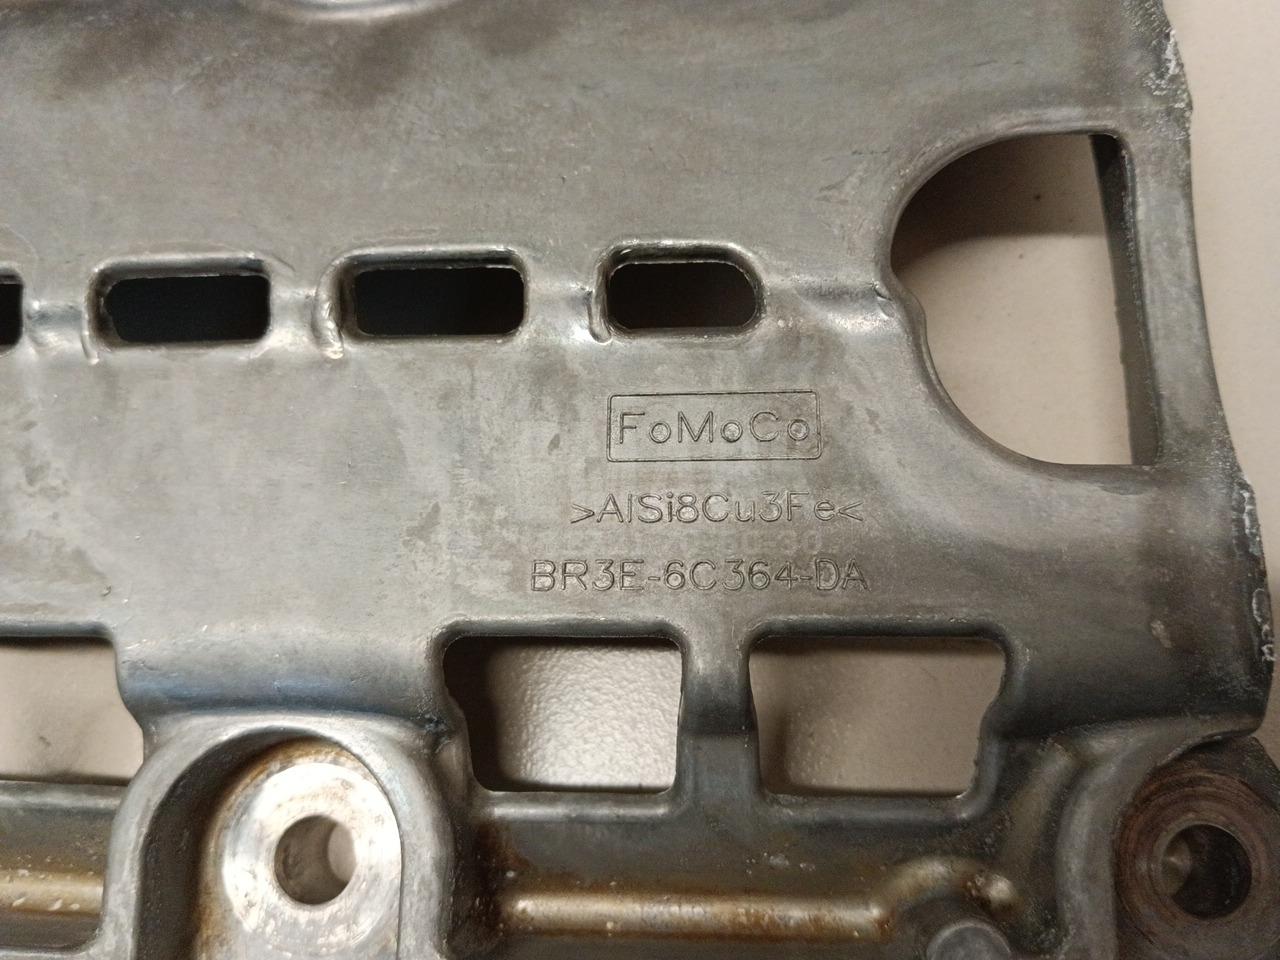 FoMoCo
>AlSi8Cu3Fe<
BR3E-6C364-DA